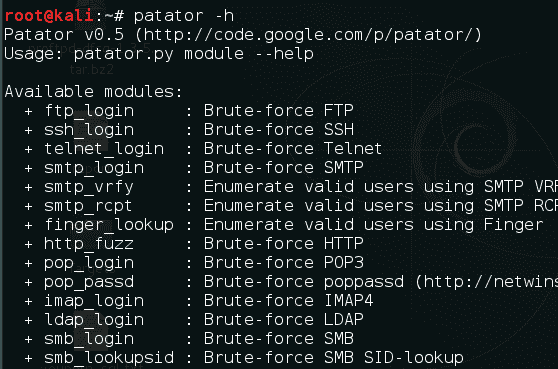 root@kali:~# patator -h
Patator v0.5 (http://code.google.com/p/patator/)
Usage: patator.py module --help
Available modules:
+ ftp_login : Brute-force FTP
+ ssh_login : Brute-force SSH
+ telnet_login : Brute-force Telnet
+ smtp_login : Brute-force SMTP
+ smtp_vrfy : Enumerate valid users using SMTP VRF
+ smtp_rcpt : Enumerate valid users using SMTP RCP
+ finger_lookup : Enumerate valid users using Finger
+ http_fuzz : Brute-force HTTP
+ pop_login : Brute-force POP3
+ pop_passd : Brute-force poppassd (http://netwins
+ imap_login : Brute-force IMAP4
+ ldap_login : Brute-force LDAP
+ smb_login : Brute-force SMB
+ smb_lookupsid : Brute-force SMB SID-lookup